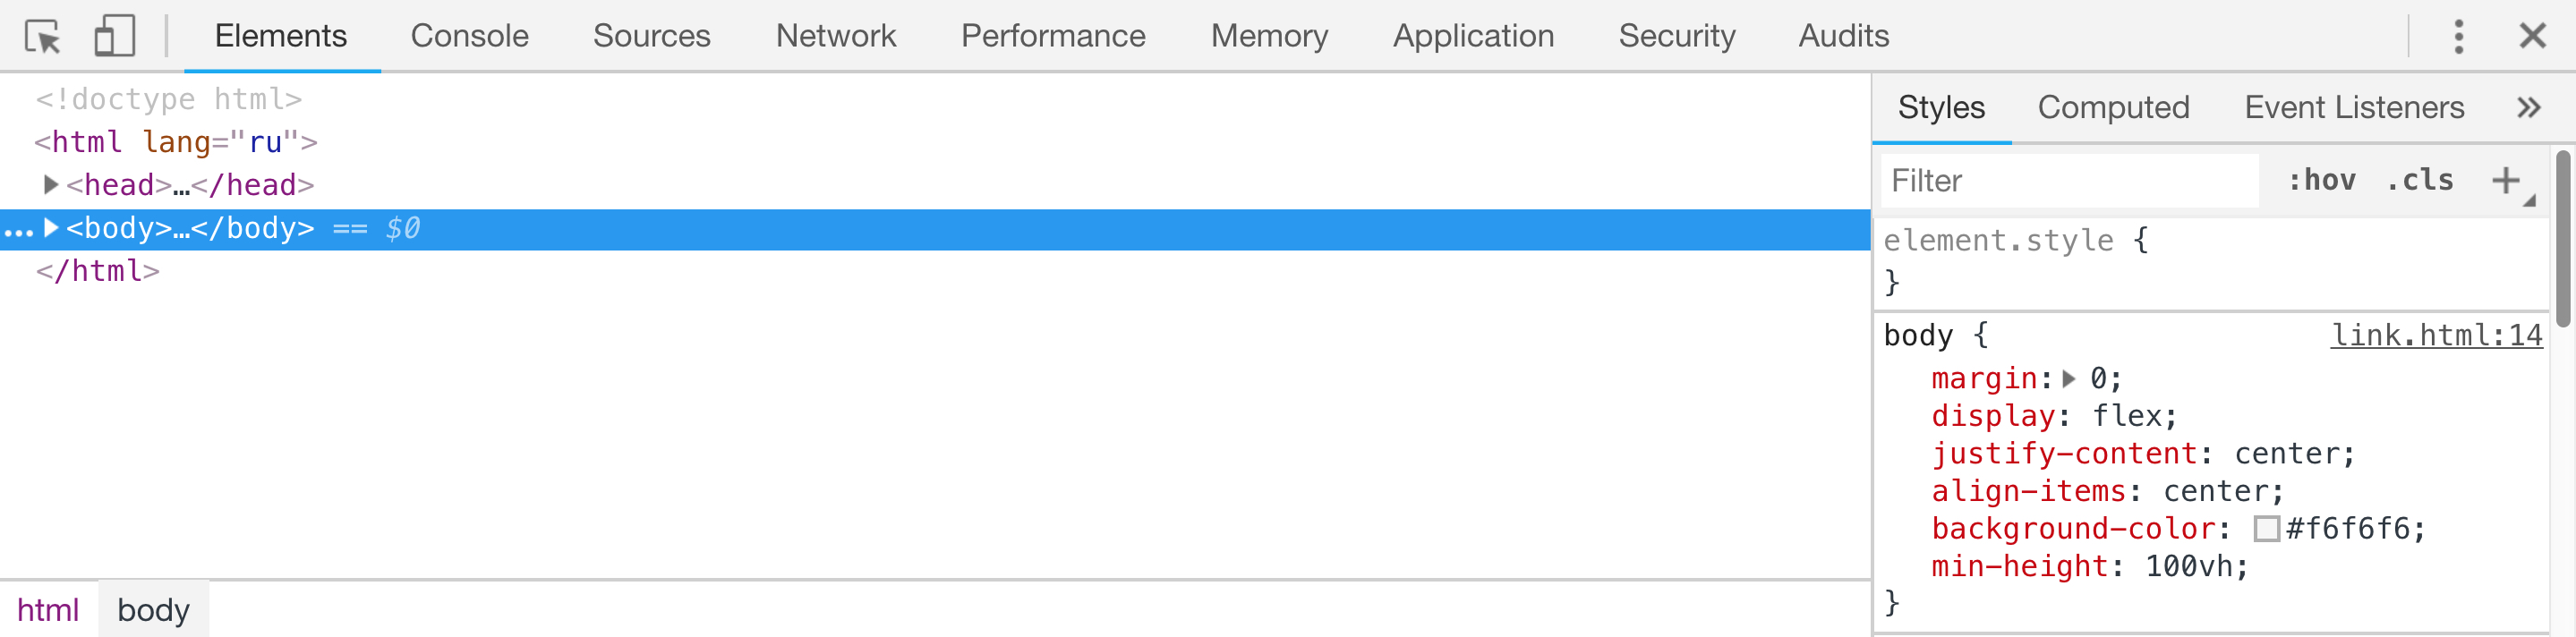 Elements Console Sources Network Performance Memory Application Security Audits
<!doctype html>
<html lang="ru">
<head>…</head>
<body>…</body> == $0
</html>
html body
Styles Computed Event Listeners »
Filter :hov .cls +
element.style {
}
body { link.html:14
margin: 0;
display: flex;
justify-content: center;
align-items: center;
background-color: #f6f6f6;
min-height: 100vh;
}